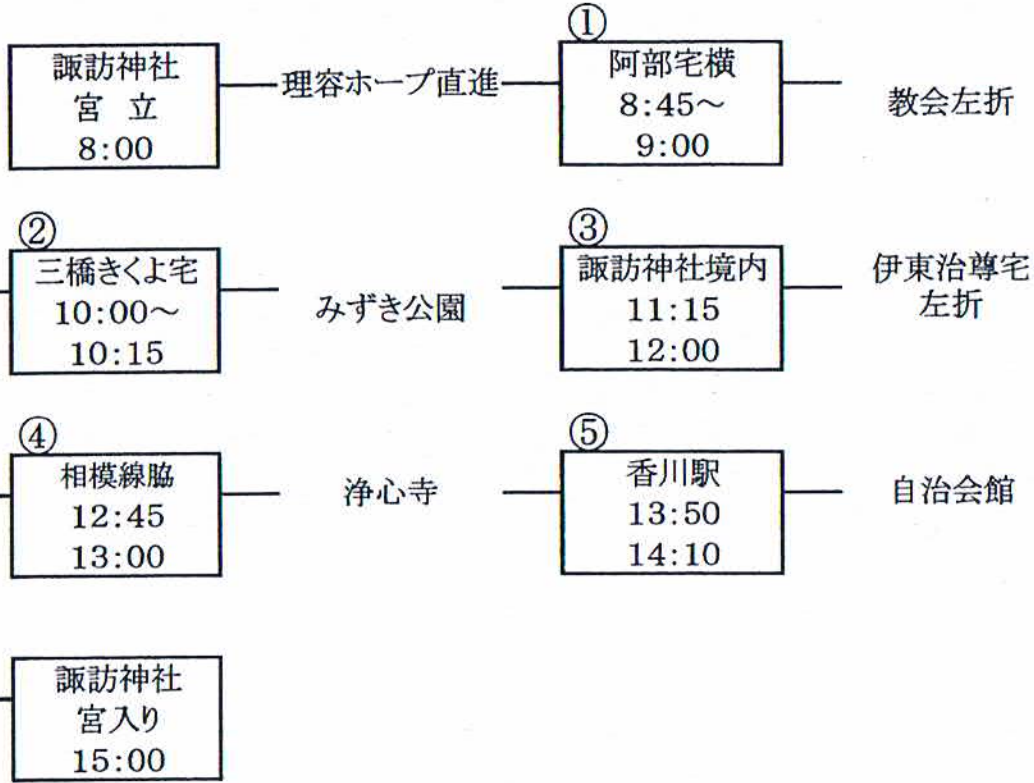 諏訪神社
宮 立
8:00
理容ホープ直進
①
阿部宅横
8:45～
9:00
教会左折
②
三橋きくよ宅
10:00～
10:15
みずき公園
③
諏訪神社境内
11:15
12:00
伊東治尊宅
左折
④
相模線脇
12:45
13:00
浄心寺
⑤
香川駅
13:50
14:10
自治会館
諏訪神社
宮入り
15:00